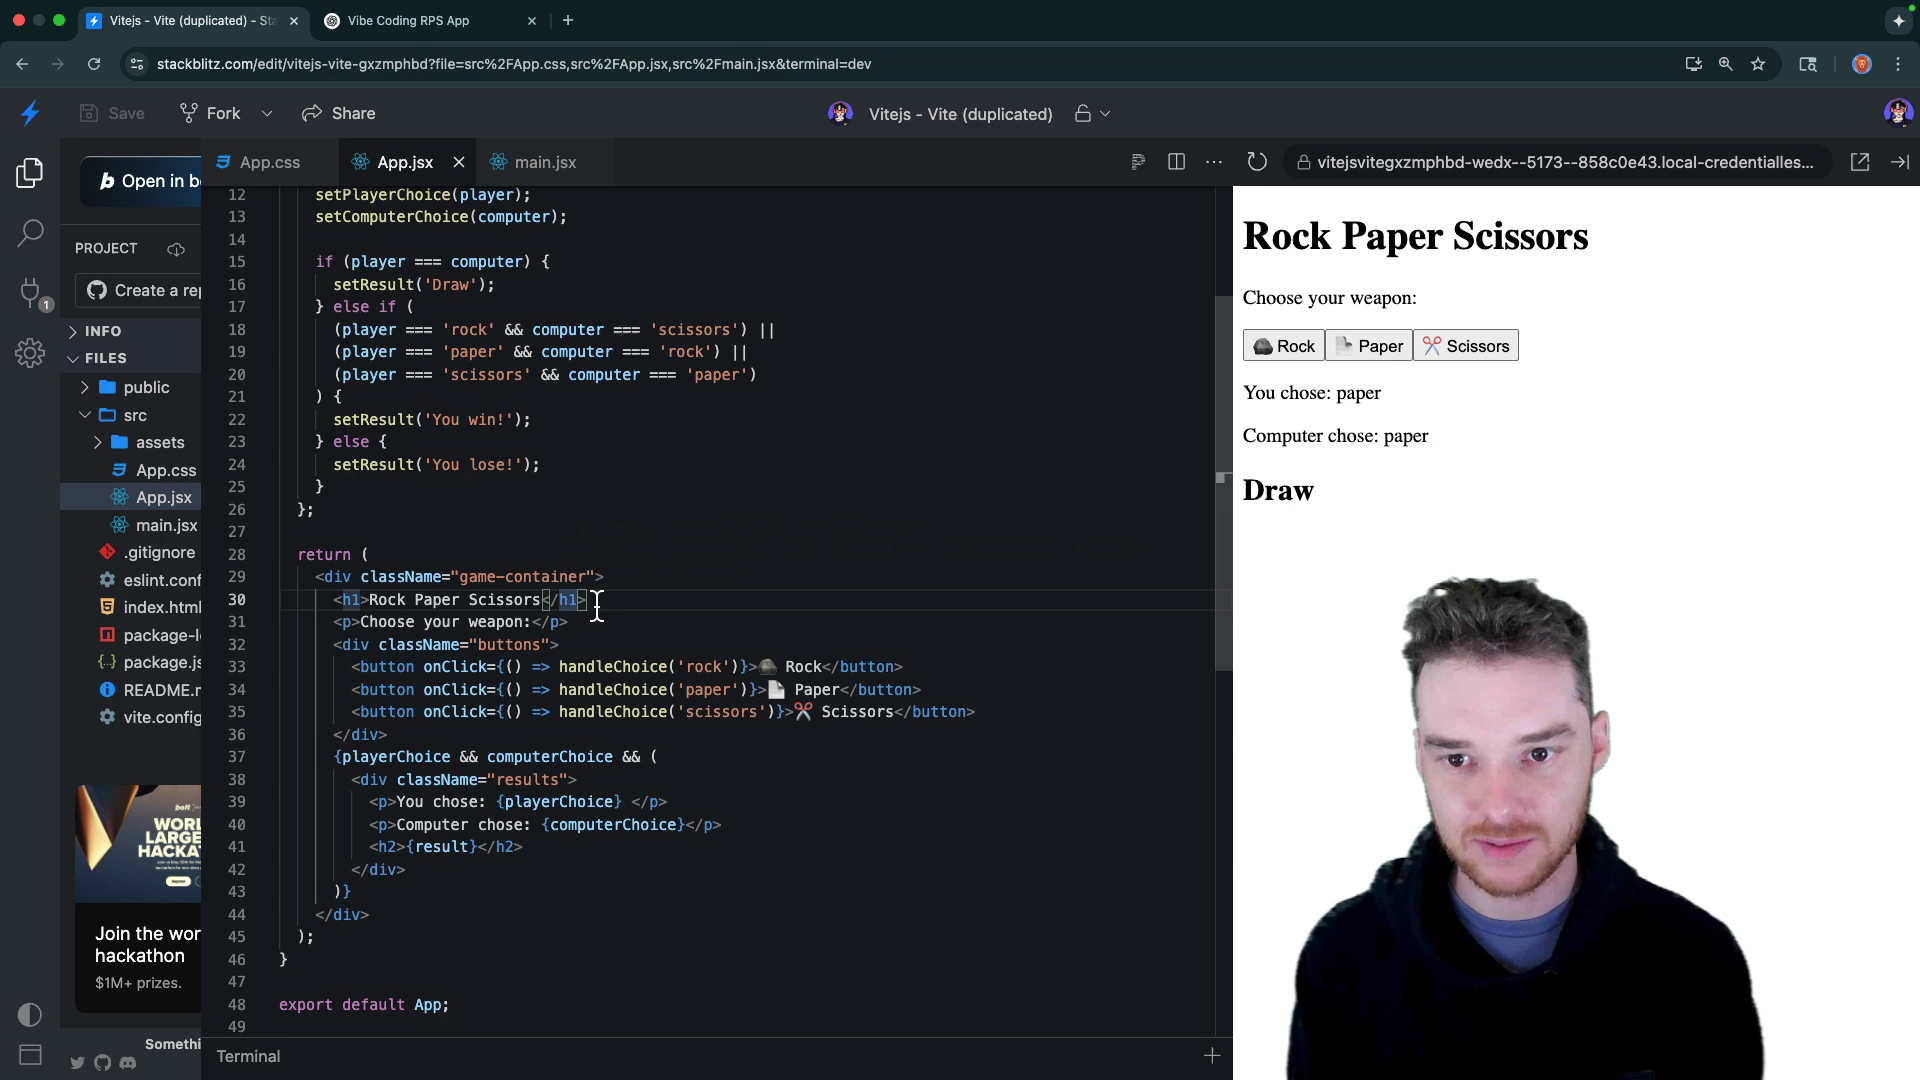 Vitejs - Vite (duplicated) - Sta
Vibe Coding RPS App
stackblitz.com/edit/vitejs-vite-gxzmphbd?file=src%2FApp.css,src%2FApp.jsx,src%2Fmain.jsx&terminal=dev
Save
Fork
Share
Vitejs - Vite (duplicated)
b Open in bo
App.css
App.jsx
main.jsx
vitejsvitegxzmphbd-wedx--5173--858c0e43.local-credentialles...
PROJECT
Create a rep
1
INFO
FILES
public
src
assets
App.css
App.jsx
main.jsx
.gitignore
eslint.conf
index.html
package-l
package.js
README.m
vite.config
bolt
WORL
LARGE
HACKAT
Join the wor
hackathon
$1M+ prizes.
Somethi
12 setPlayerChoice(player);
13 setComputerChoice(computer);
14
15 if (player === computer) {
16 setResult('Draw');
17 } else if (
18 (player === 'rock' && computer === 'scissors') ||
19 (player === 'paper' && computer === 'rock') ||
20 (player === 'scissors' && computer === 'paper')
21 ) {
22 setResult('You win!');
23 } else {
24 setResult('You lose!');
25 }
26 };
27
28 return (
29 <div className="game-container">
30 <h1>Rock Paper Scissors</h1>
31 <p>Choose your weapon:</p>
32 <div className="buttons">
33 <button onClick={() => handleChoice('rock')}>🪨 Rock</button>
34 <button onClick={() => handleChoice('paper')}>📄 Paper</button>
35 <button onClick={() => handleChoice('scissors')}>✂️ Scissors</button>
36 </div>
37 {playerChoice && computerChoice && (
38 <div className="results">
39 <p>You chose: {playerChoice} </p>
40 <p>Computer chose: {computerChoice}</p>
41 <h2>{result}</h2>
42 </div>
43 )}
44 </div>
45 );
46 }
47
48 export default App;
49
Terminal
Rock Paper Scissors
Choose your weapon:
🪨 Rock 📄 Paper ✂️ Scissors
You chose: paper
Computer chose: paper
Draw